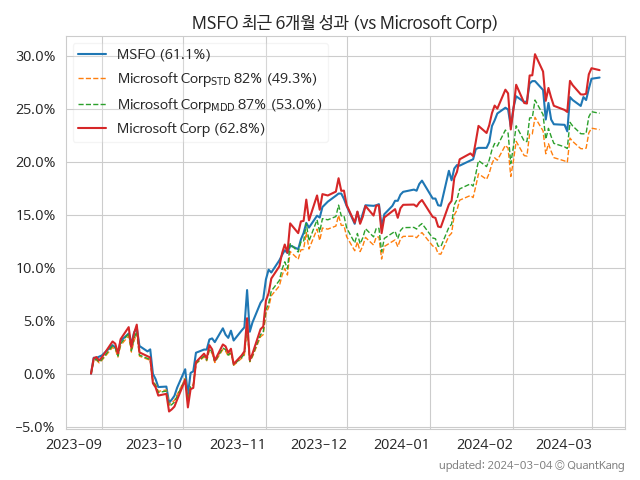 MSFO 최근 6개월 성과 (vs Microsoft Corp)
MSFO (61.1%)
Microsoft CorpSTD 82% (49.3%)
Microsoft CorpMDD 87% (53.0%)
Microsoft Corp (62.8%)
30.0%
25.0%
20.0%
15.0%
10.0%
5.0%
0.0%
−5.0%
2023−09 2023−10 2023−11 2023−12 2024−01 2024−02 2024−03
updated: 2024−03−04 © QuantKang